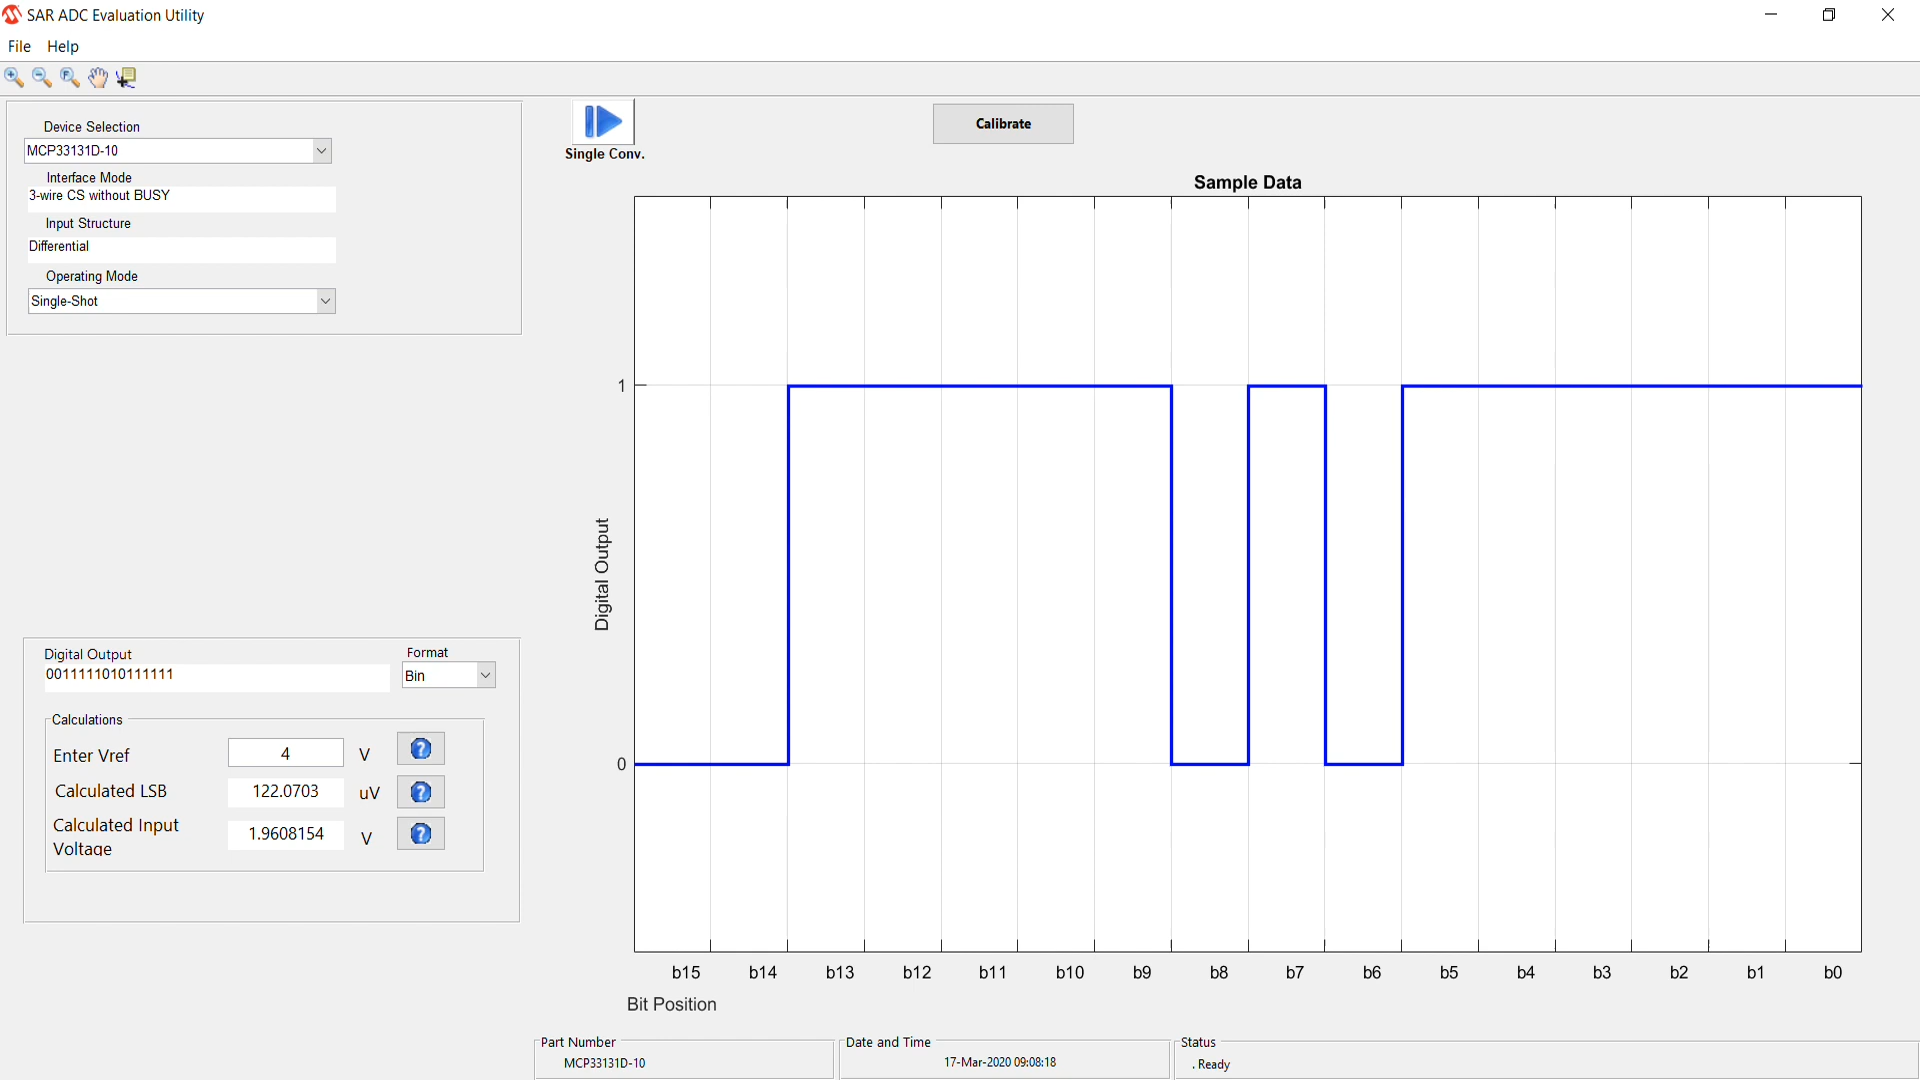 SAR ADC Evaluation Utility
File Help
Device Selection
MCP33131D-10
Interface Mode
3-wire CS without BUSY
Input Structure
Differential
Operating Mode
Single-Shot
Single Conv.
Calibrate
Sample Data
1
0
Digital Output
b15 b14 b13 b12 b11 b10 b9 b8 b7 b6 b5 b4 b3 b2 b1 b0
Bit Position
Digital Output
0011111010111111
Format
Bin
Calculations
Enter Vref 4 V
Calculated LSB 122.0703 uV
Calculated Input
Voltage 1.9608154 V
Part Number
MCP33131D-10
Date and Time
17-Mar-2020 09:08:18
Status
. Ready